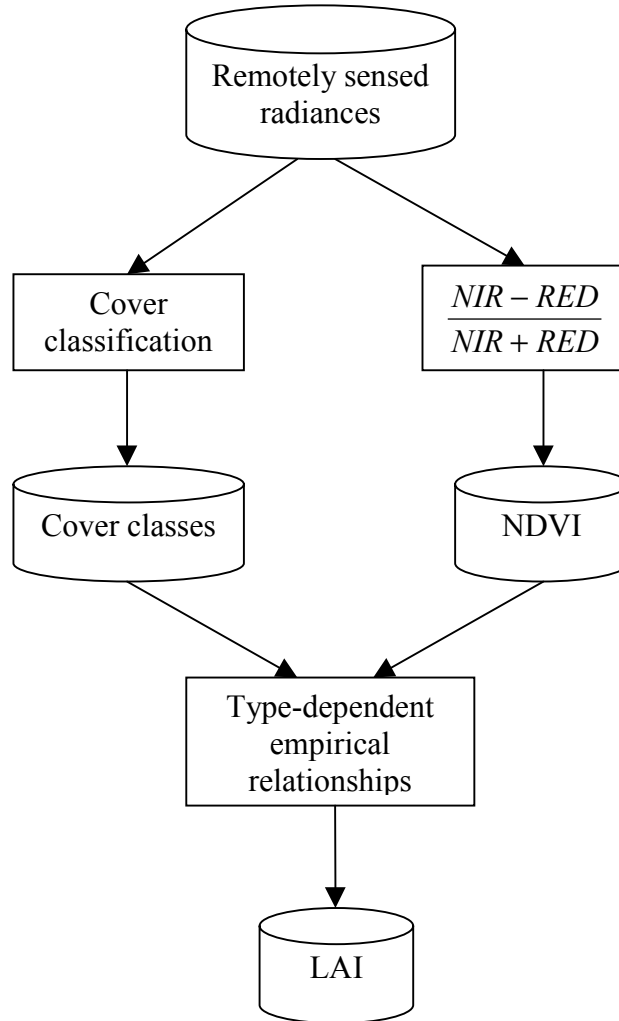 Remotely sensed
radiances
Cover
classification
NIR − RED
NIR + RED
Cover classes
NDVI
Type-dependent
empirical
relationships
LAI